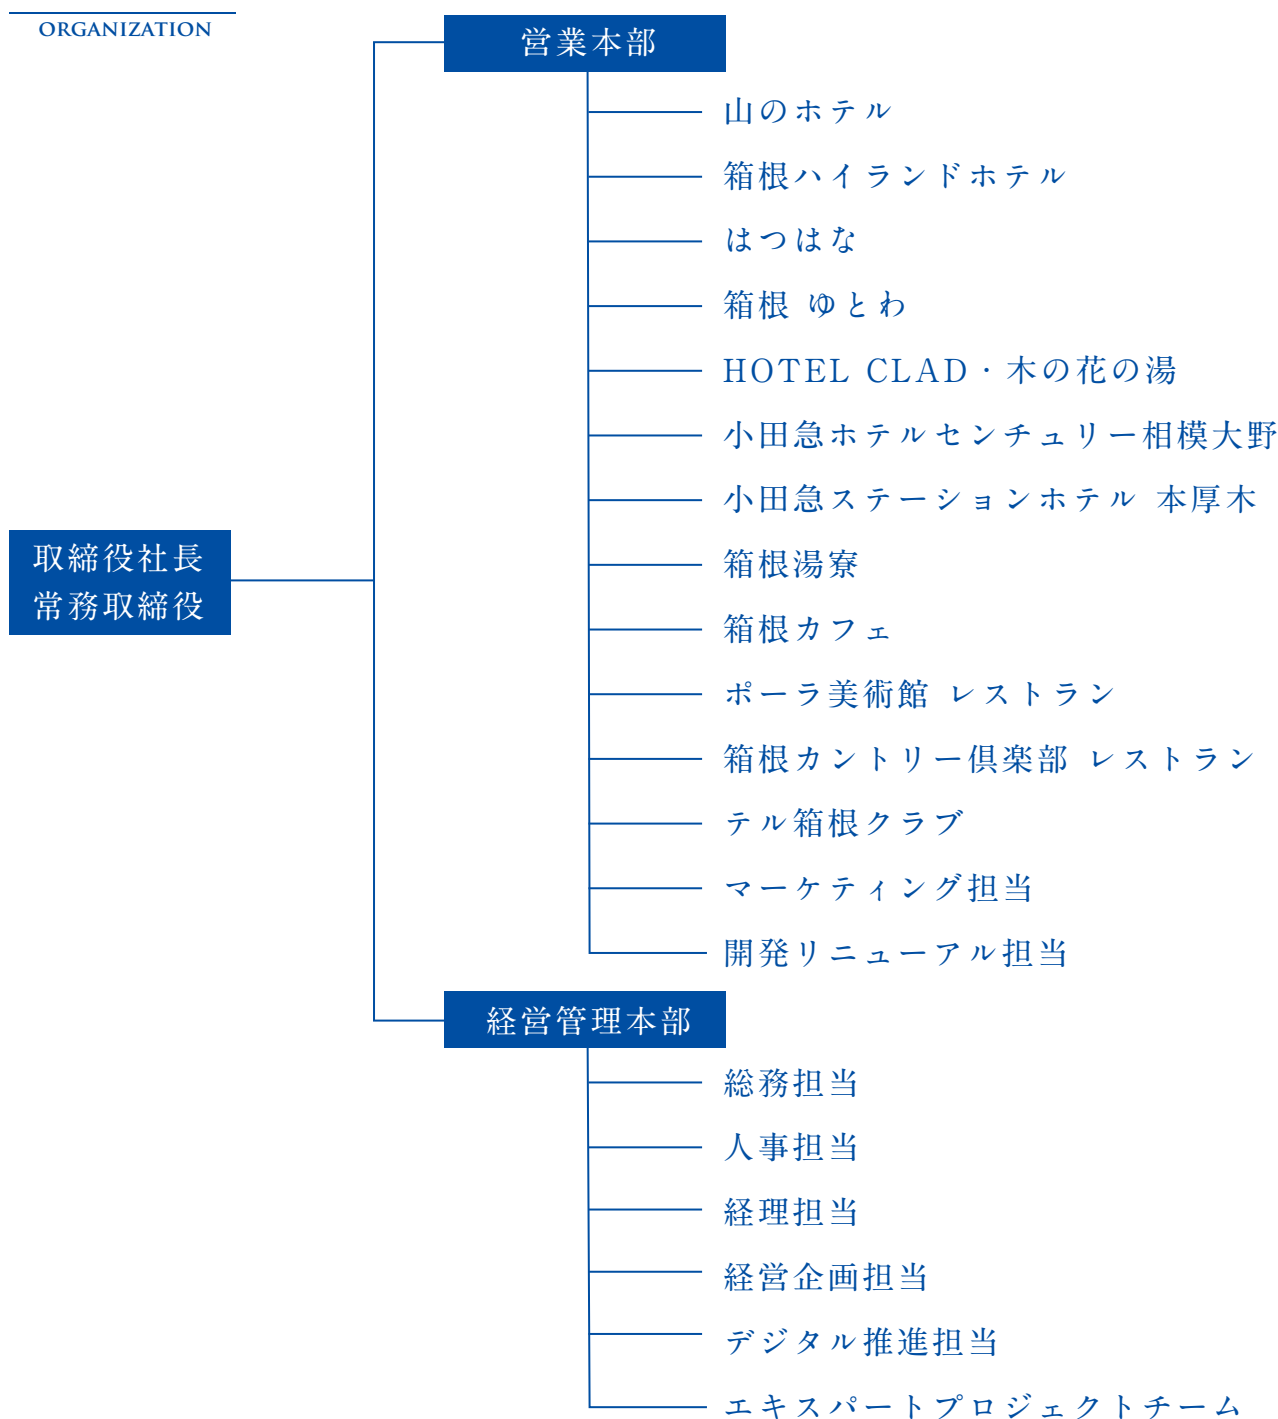 ORGANIZATION
取締役社長
常務取締役
営業本部
山のホテル
箱根ハイランドホテル
はつはな
箱根 ゆとわ
HOTEL CLAD・木の花の湯
小田急ホテルセンチュリー相模大野
小田急ステーションホテル 本厚木
箱根湯寮
箱根カフェ
ポーラ美術館 レストラン
箱根カントリー倶楽部 レストラン
テル箱根クラブ
マーケティング担当
開発リニューアル担当
経営管理本部
総務担当
人事担当
経理担当
経営企画担当
デジタル推進担当
エキスパートプロジェクトチーム